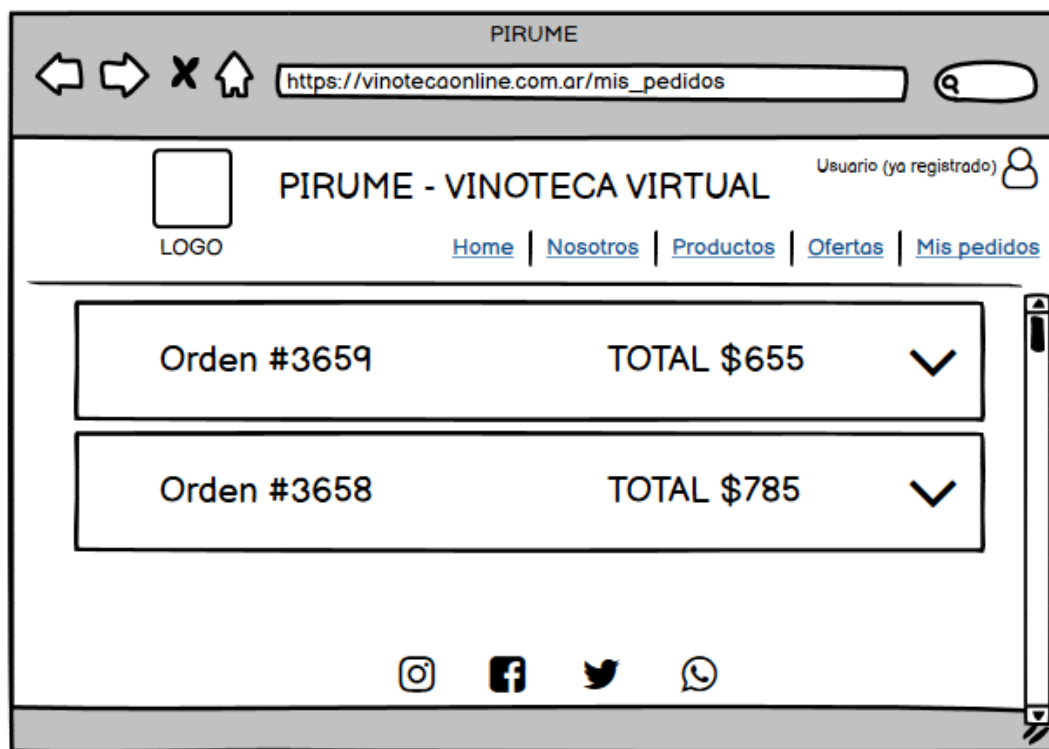 PIRUME
https://vinotecaonline.com.ar/mis_pedidos
Usuario (ya registrado)
PIRUME - VINOTECA VIRTUAL
LOGO
Home | Nosotros | Productos | Ofertas | Mis pedidos
Orden #3659 TOTAL $655
Orden #3658 TOTAL $785